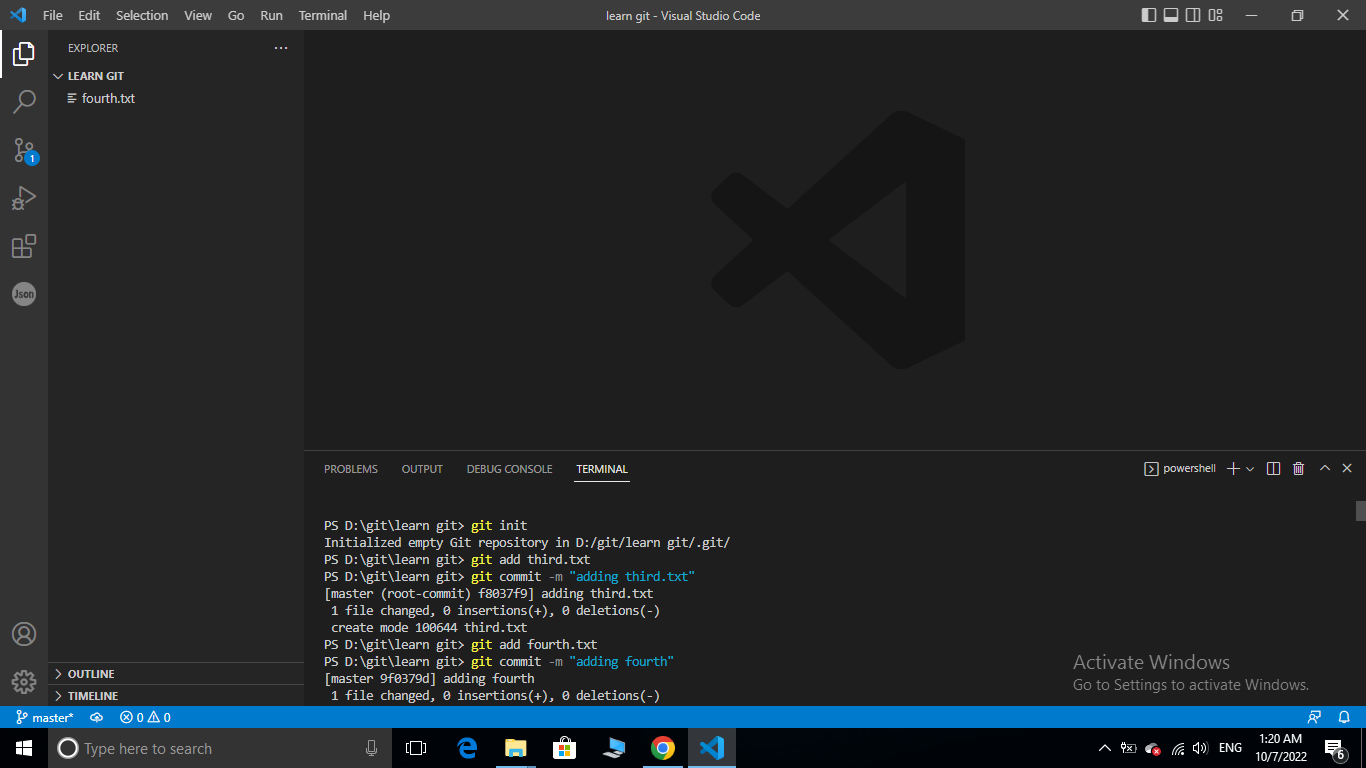 File Edit Selection View Go Run Terminal Help
learn git - Visual Studio Code
EXPLORER
LEARN GIT
fourth.txt
1
Json
OUTLINE
TIMELINE
PROBLEMS OUTPUT DEBUG CONSOLE TERMINAL
powershell
PS D:\git\learn git> git init
Initialized empty Git repository in D:/git/learn git/.git/
PS D:\git\learn git> git add third.txt
PS D:\git\learn git> git commit -m "adding third.txt"
[master (root-commit) f8037f9] adding third.txt
1 file changed, 0 insertions(+), 0 deletions(-)
create mode 100644 third.txt
PS D:\git\learn git> git add fourth.txt
PS D:\git\learn git> git commit -m "adding fourth"
[master 9f0379d] adding fourth
1 file changed, 0 insertions(+), 0 deletions(-)
Activate Windows
Go to Settings to activate Windows.
master* 0 0
Type here to search
ENG
1:20 AM
10/7/2022
6